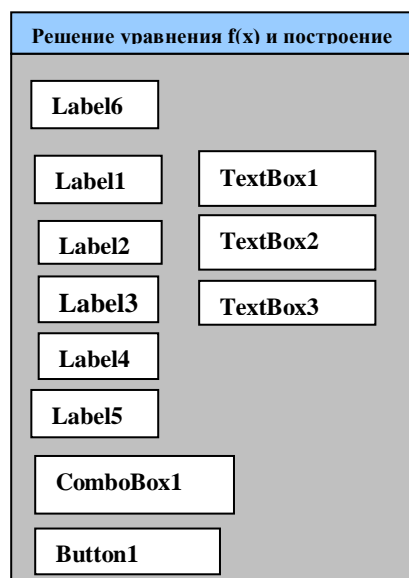 Решение уравнения f(x) и построение
Label6
Label1 TextBox1
Label2 TextBox2
Label3 TextBox3
Label4
Label5
ComboBox1
Button1